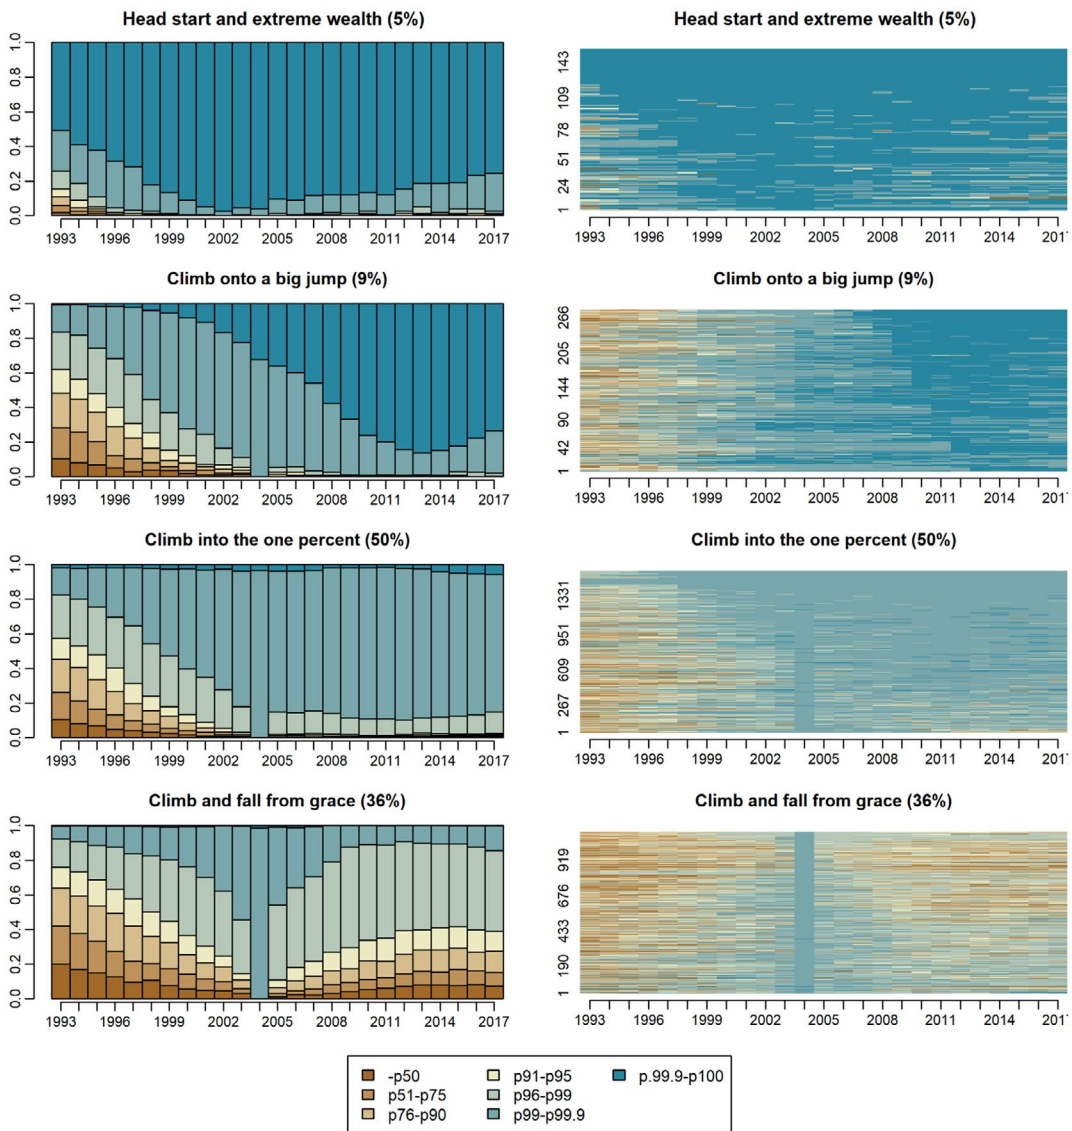 Head start and extreme wealth (5%)
0.0 0.2 0.4 0.6 0.8 1.0
1993 1996 1999 2002 2005 2008 2011 2014 2017
Head start and extreme wealth (5%)
1 24 51 78 109 143
1993 1996 1999 2002 2005 2008 2011 2014 201
Climb onto a big jump (9%)
0.0 0.2 0.4 0.6 0.8 1.0
1993 1996 1999 2002 2005 2008 2011 2014 2017
Climb onto a big jump (9%)
1 42 90 144 205 266
1993 1996 1999 2002 2005 2008 2011 2014 201
Climb into the one percent (50%)
0.0 0.2 0.4 0.6 0.8 1.0
1993 1996 1999 2002 2005 2008 2011 2014 2017
Climb into the one percent (50%)
1 267 609 951 1331
1993 1996 1999 2002 2005 2008 2011 2014 201
Climb and fall from grace (36%)
0.0 0.2 0.4 0.6 0.8 1.0
1993 1996 1999 2002 2005 2008 2011 2014 2017
Climb and fall from grace (36%)
1 190 433 676 919
1993 1996 1999 2002 2005 2008 2011 2014 201
-p50 p91-p95 p.99.9-p100
p51-p75 p96-p99
p76-p90 p99-p99.9